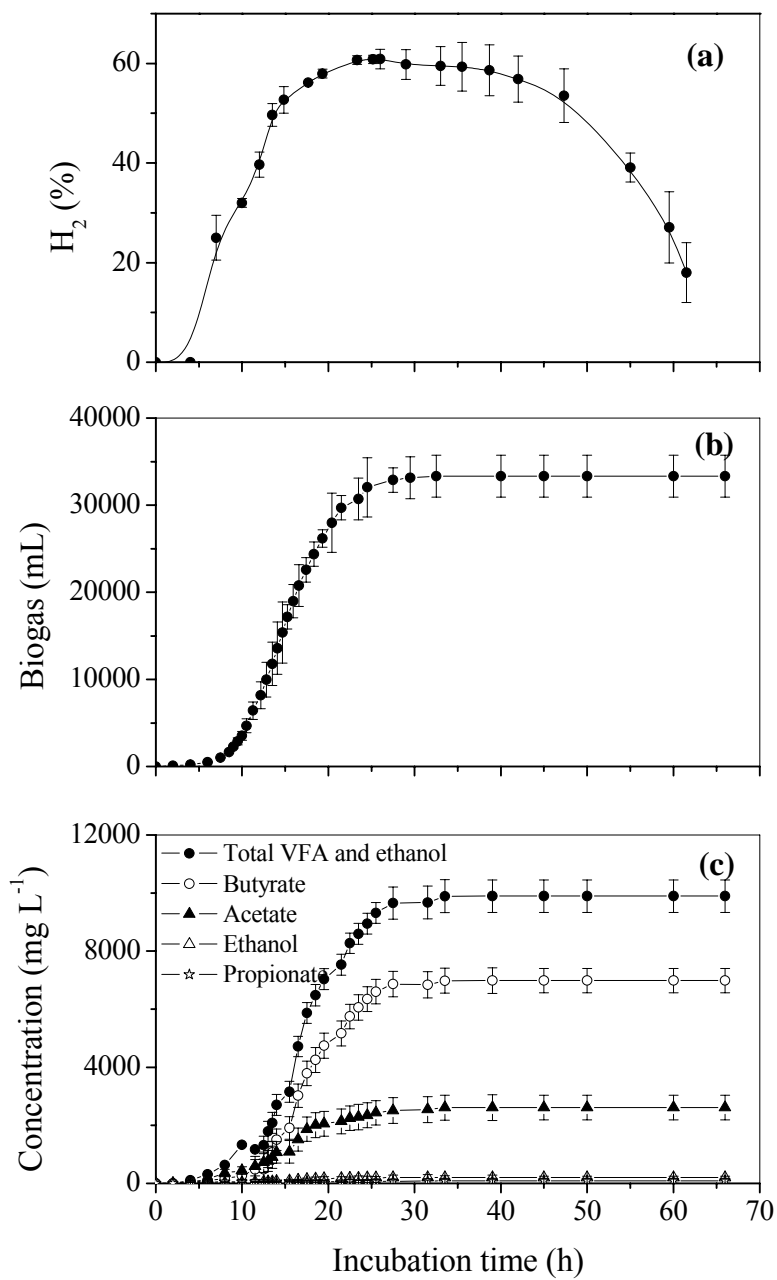 (a)
60
40
20
0
H₂ (%)
(b)
40000
30000
20000
10000
0
Biogas (mL)
(c)
12000
8000
4000
0
Concentration (mg L⁻¹)
Total VFA and ethanol
Butyrate
Acetate
Ethanol
Propionate
0 10 20 30 40 50 60 70
Incubation time (h)